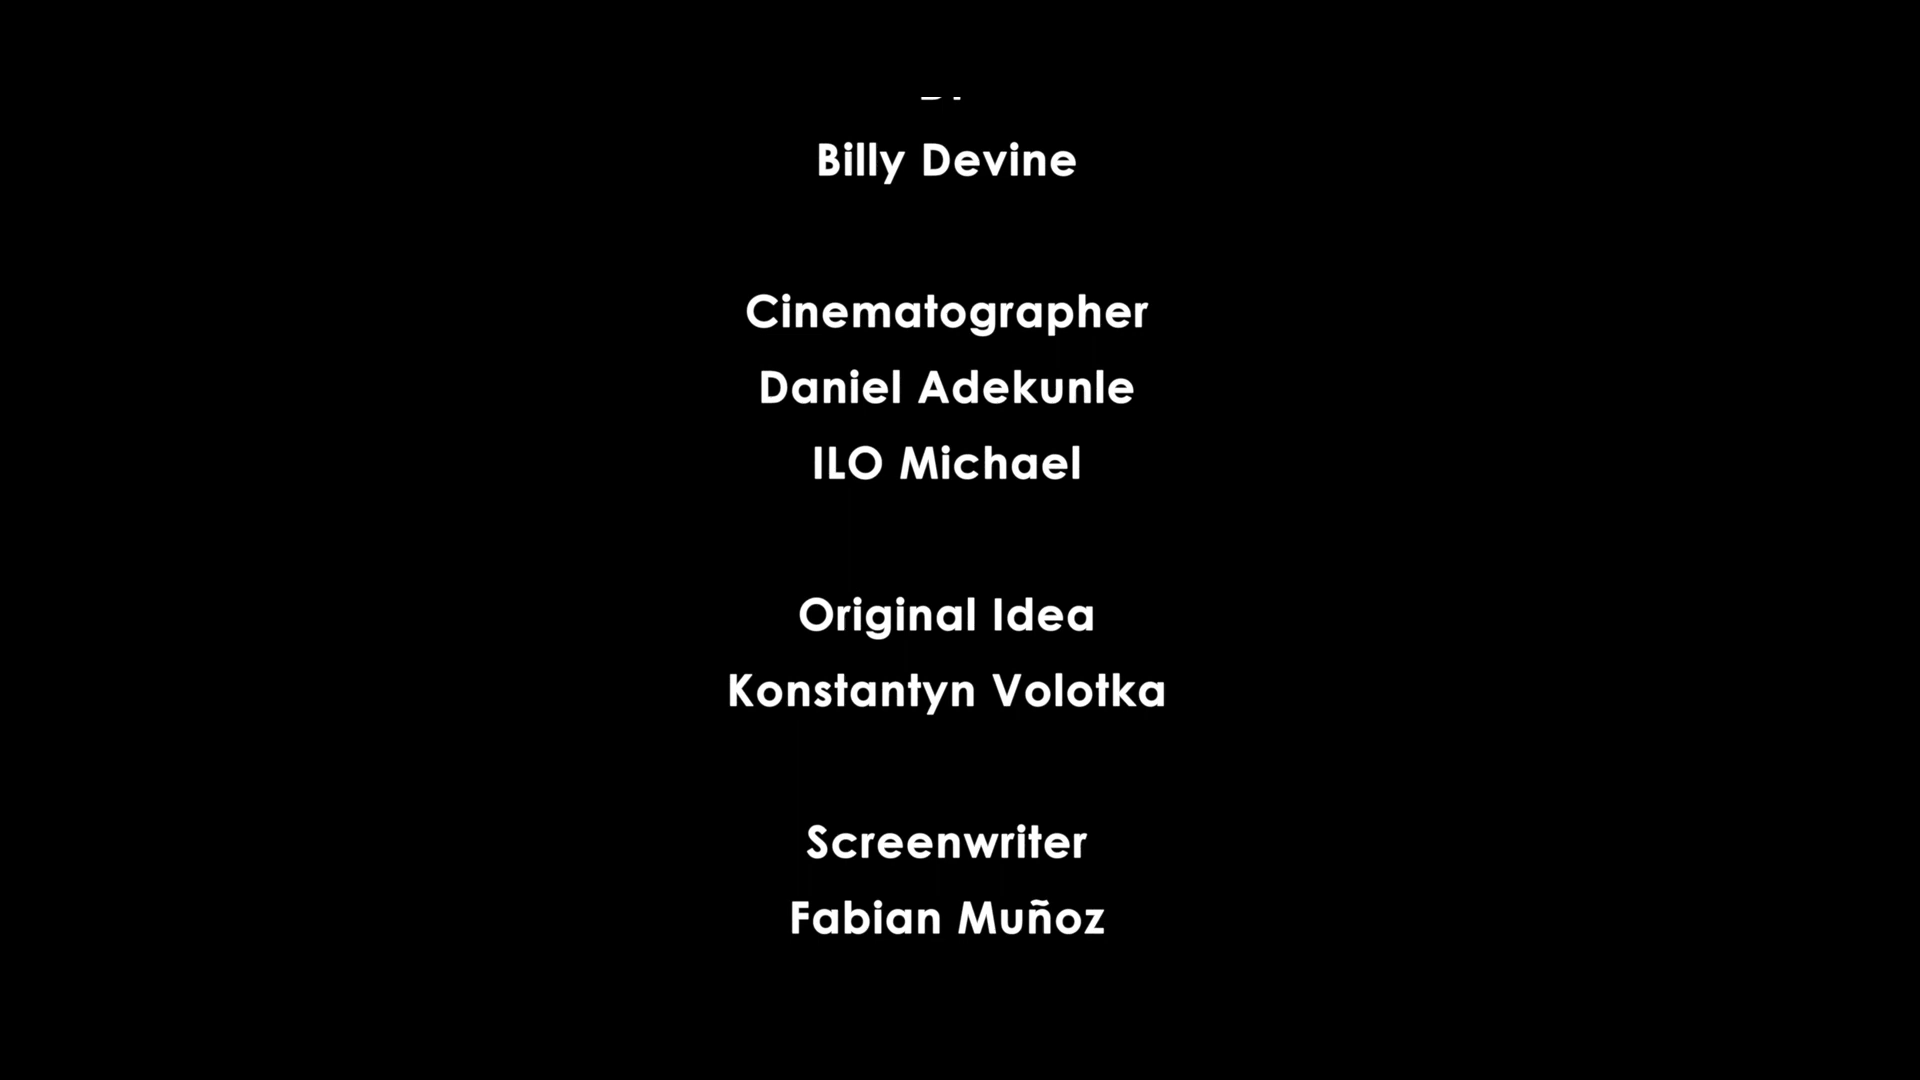 Billy Devine
Cinematographer
Daniel Adekunle
ILO Michael
Original Idea
Konstantyn Volotka
Screenwriter
Fabian Muñoz